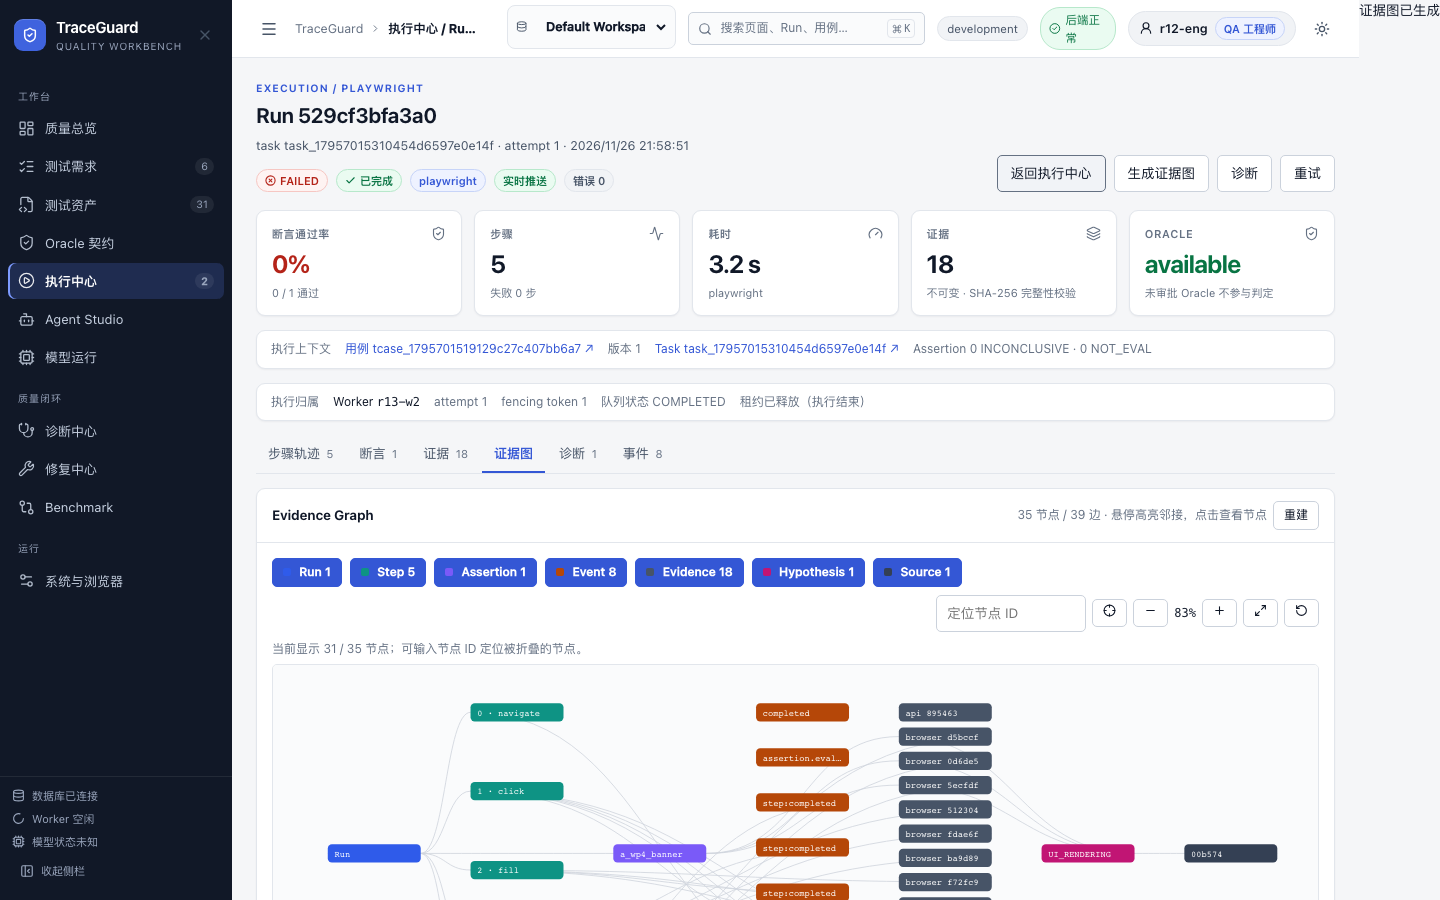 TraceGuard
QUALITY WORKBENCH
工作台
质量总览
测试需求 6
测试资产 31
Oracle 契约
执行中心 2
Agent Studio
模型运行
质量闭环
诊断中心
修复中心
Benchmark
运行
系统与浏览器
数据库已连接
Worker 空闲
模型状态未知
收起侧栏
TraceGuard > 执行中心 / Ru...
Default Workspa
搜索页面、Run、用例... ⌘K
development
后端正常
r12-eng QA 工程师
证据图已生成
EXECUTION / PLAYWRIGHT
Run 529cf3bfa3a0
task task_17957015310454d6597e0e14f · attempt 1 · 2026/11/26 21:58:51
FAILED 已完成 playwright 实时推送 错误 0
返回执行中心 生成证据图 诊断 重试
断言通过率
0%
0 / 1 通过
步骤
5
失败 0 步
耗时
3.2 s
playwright
证据
18
不可变 · SHA-256 完整性校验
ORACLE
available
未审批 Oracle 不参与判定
执行上下文 用例 tcase_1795701519129c27c407bb6a7 ↗ 版本 1 Task task_17957015310454d6597e0e14f ↗ Assertion 0 INCONCLUSIVE · 0 NOT_EVAL
执行归属 Worker r13-w2 attempt 1 fencing token 1 队列状态 COMPLETED 租约已释放（执行结束）
步骤轨迹 5 断言 1 证据 18 证据图 诊断 1 事件 8
Evidence Graph
35 节点 / 39 边 · 悬停高亮邻接，点击查看节点 重建
Run 1 Step 5 Assertion 1 Event 8 Evidence 18 Hypothesis 1 Source 1
定位节点 ID − 83% +
当前显示 31 / 35 节点；可输入节点 ID 定位被折叠的节点。
0 · navigate
1 · click
2 · fill
Run
a_wp4_banner
completed
assertion.eval…
step:completed
step:completed
step:completed
api 895463
browser d5bccf
browser 0d6de5
browser 5ecfdf
browser 512304
browser fdae6f
browser ba9d89
browser f72fc9
UI_RENDERING
00b574